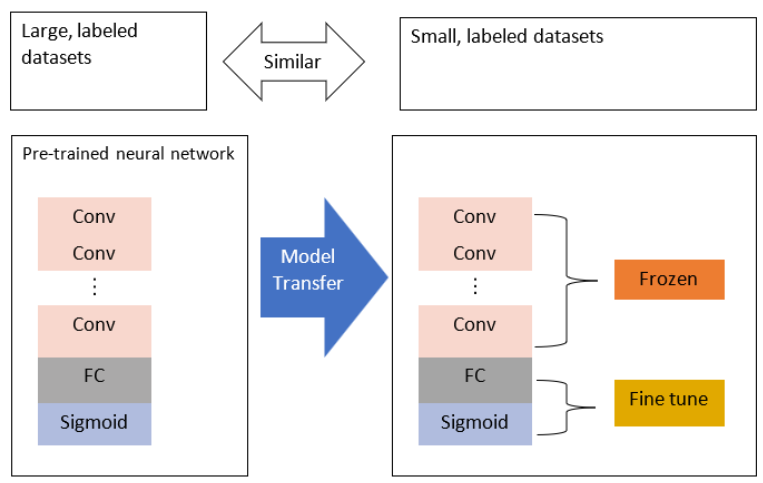 Large, labeled
datasets
Similar
Small, labeled datasets
Pre-trained neural network
Conv
Conv
⋮
Conv
FC
Sigmoid
Model
Transfer
Conv
Conv
⋮
Conv
FC
Sigmoid
Frozen
Fine tune